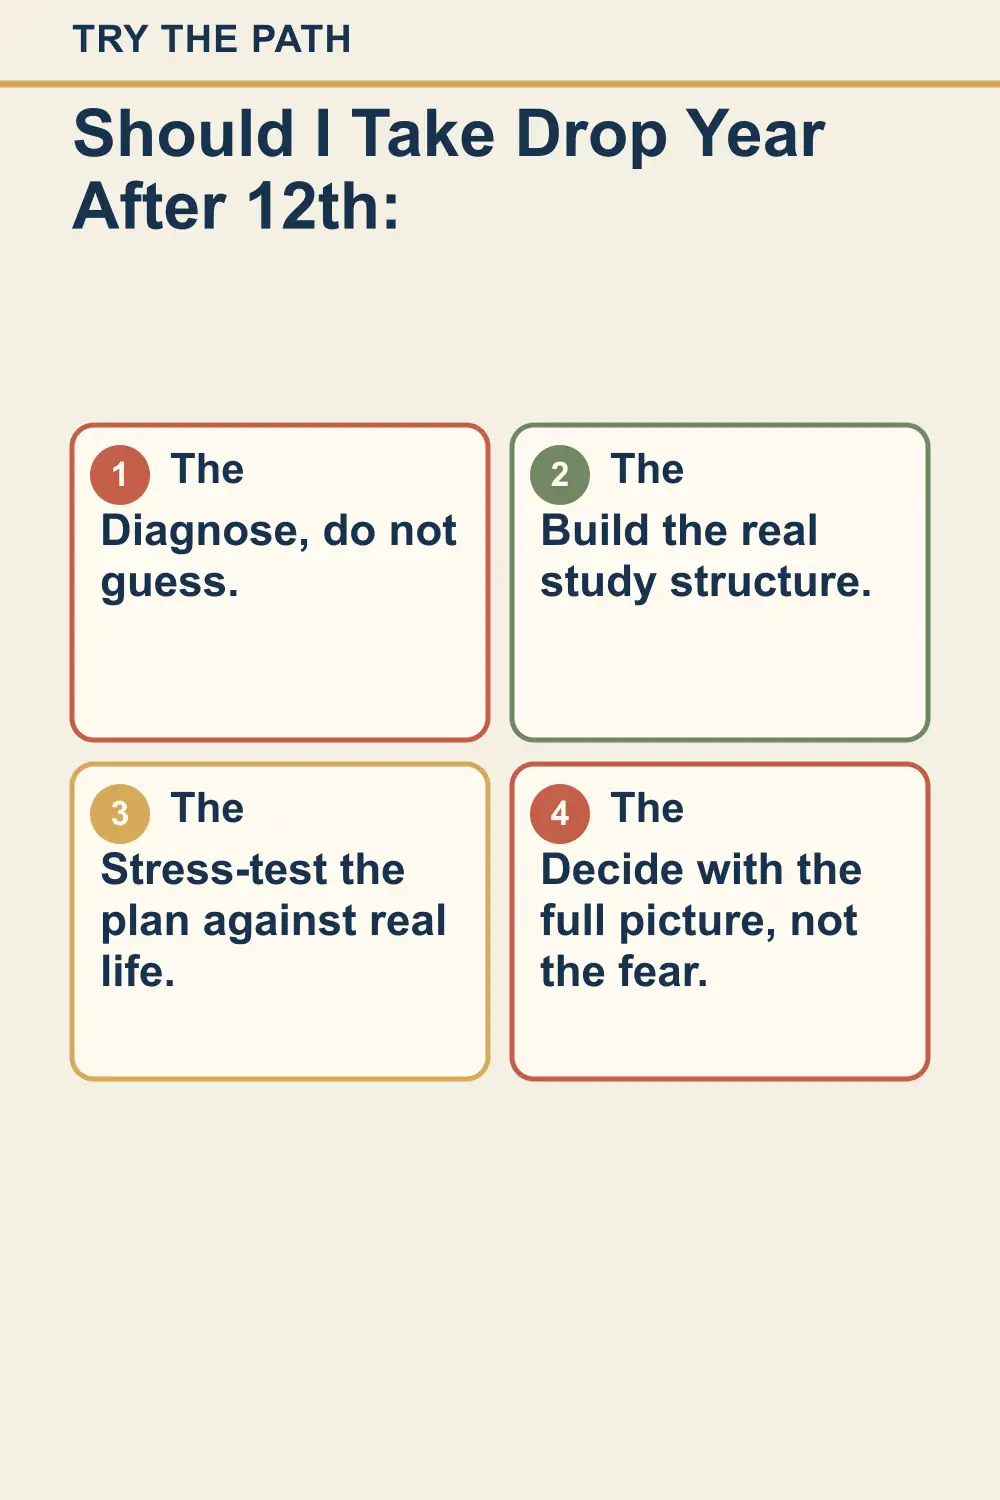 TRY THE PATH
Should I Take Drop Year
After 12th:
1 The
Diagnose, do not
guess.
2 The
Build the real
study structure.
3 The
Stress-test the
plan against real
life.
4 The
Decide with the
full picture, not
the fear.